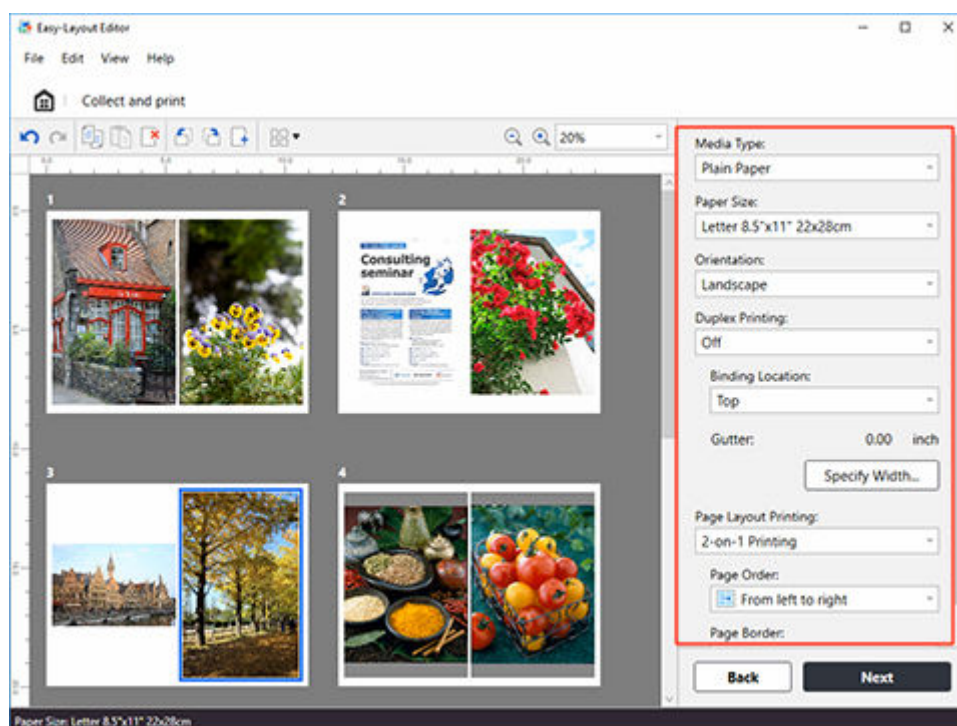 Easy-Layout Editor
File Edit View Help
Collect and print
20%
1
2
Consulting
seminar
3
4
Media Type:
Plain Paper
Paper Size:
Letter 8.5"x11" 22x28cm
Orientation:
Landscape
Duplex Printing:
Off
Binding Location:
Top
Gutter: 0.00 inch
Specify Width...
Page Layout Printing:
2-on-1 Printing
Page Order:
From left to right
Page Border:
Back Next
Paper Size: Letter 8.5"x11" 22x28cm